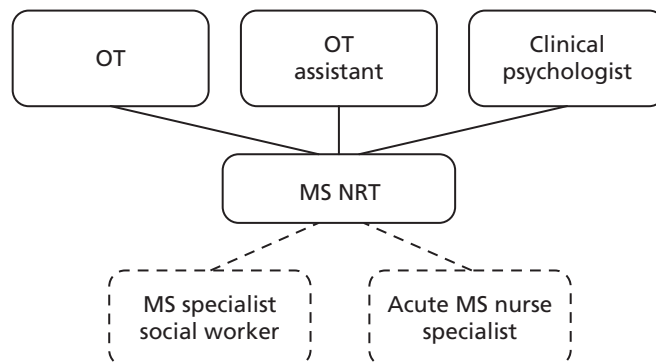 OT
OT
assistant
Clinical
psychologist
MS NRT
MS specialist
social worker
Acute MS nurse
specialist